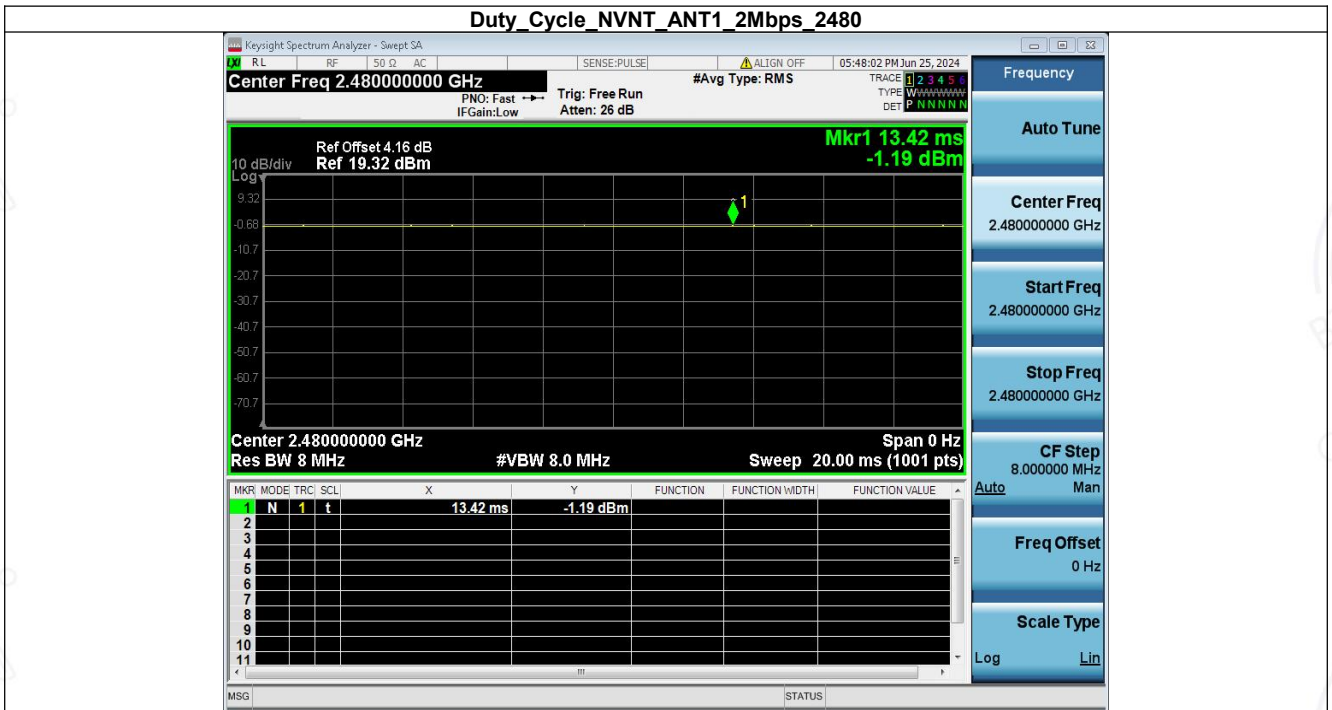 Duty_Cycle_NVNT_ANT1_2Mbps_2480
Keysight Spectrum Analyzer - Swept SA
LXI RL RF 50 Ω AC SENSE:PULSE ALIGN OFF 05:48:02 PM Jun 25, 2024
Center Freq 2.480000000 GHz #Avg Type: RMS TRACE 1 2 3 4 5 6
PNO: Fast Trig: Free Run TYPE WWWWWW
IFGain:Low Atten: 26 dB DET P N N N N N
Mkr1 13.42 ms
Ref Offset 4.16 dB
10 dB/div Ref 19.32 dBm -1.19 dBm
Log
9.32
1
-0.68
-10.7
-20.7
-30.7
-40.7
-50.7
-60.7
-70.7
Center 2.480000000 GHz Span 0 Hz
Res BW 8 MHz #VBW 8.0 MHz Sweep 20.00 ms (1001 pts)
MKR MODE TRC SCL X Y FUNCTION FUNCTION WIDTH FUNCTION VALUE
1 N 1 t 13.42 ms -1.19 dBm
2
3
4
5
6
7
8
9
10
11
MSG STATUS
Frequency
Auto Tune
Center Freq
2.480000000 GHz
Start Freq
2.480000000 GHz
Stop Freq
2.480000000 GHz
CF Step
8.000000 MHz
Auto Man
Freq Offset
0 Hz
Scale Type
Log Lin